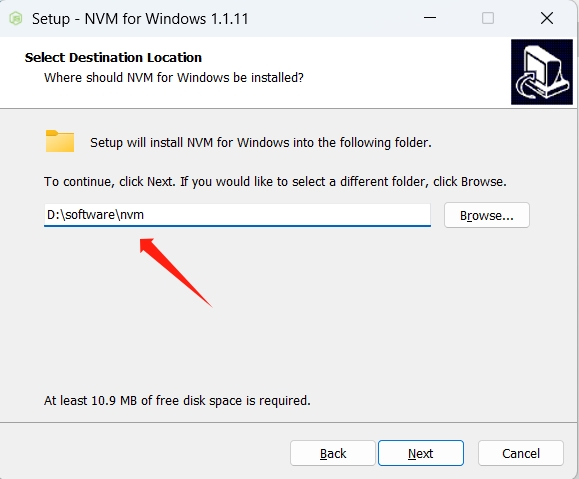 Setup - NVM for Windows 1.1.11
Select Destination Location
Where should NVM for Windows be installed?
Setup will install NVM for Windows into the following folder.
To continue, click Next. If you would like to select a different folder, click Browse.
D:\software\nvm
Browse...
At least 10.9 MB of free disk space is required.
Back
Next
Cancel